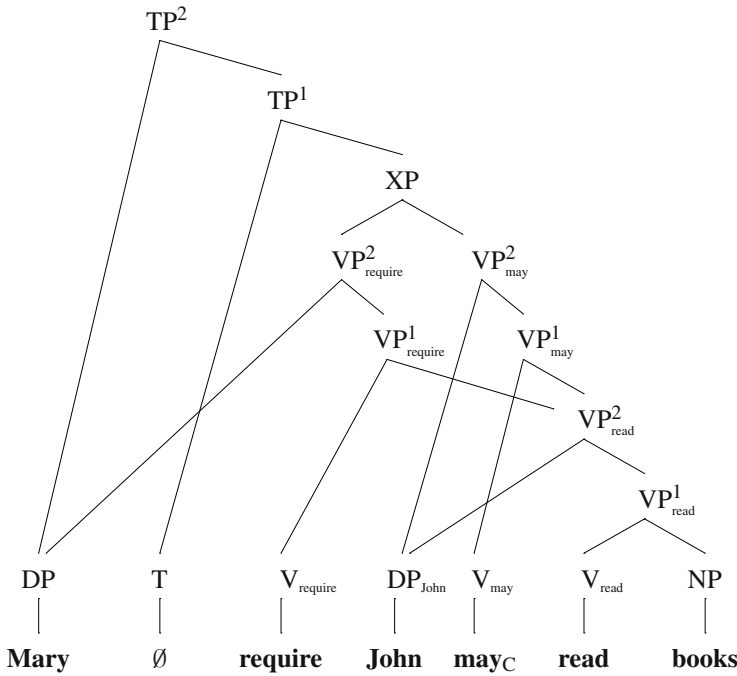 TP²
TP¹
XP
VP²require VP²may
VP¹require VP¹may
VP²read
VP¹read
DP T Vrequire DPJohn Vmay Vread NP
Mary ∅ require John mayC read books